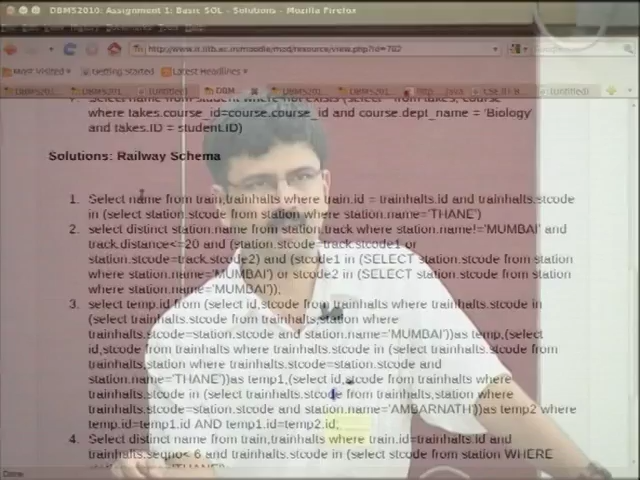 DBMS2010: Assignment 1: Basic SQL - Solutions - Mozilla Firefox
Most Visited Getting Started Latest Headlines
where takes.course_id=course.course_id and course.dept_name = 'Biology'
and takes.ID = student.ID)
Solutions: Railway Schema
1. Select name from train,trainhalts where train.id = trainhalts.id and trainhalts.stcode
in (select station.stcode from station where station.name='THANE')
2. select distinct station.name from station,track where station.name!='MUMBAI' and
track.distance<=20 and (station.stcode=track.stcode1 or
station.stcode=track.stcode2) and (stcode1 in (SELECT station.stcode from station
where station.name='MUMBAI') or stcode2 in (SELECT station.stcode from station
where station.name='MUMBAI'));
3. select temp.id from (select id,stcode from trainhalts where trainhalts.stcode in
(select trainhalts.stcode from trainhalts,station where
trainhalts.stcode=station.stcode and station.name='MUMBAI'))as temp,(select
id,stcode from trainhalts where trainhalts.stcode in (select trainhalts.stcode from
trainhalts,station where trainhalts.stcode=station.stcode and
station.name='THANE'))as temp1,(select id,stcode from trainhalts where
trainhalts.stcode in (select trainhalts.stcode from trainhalts,station where
trainhalts.stcode=station.stcode and station.name='AMBARNATH'))as temp2 where
temp.id=temp1.id AND temp1.id=temp2.id;
4. Select distinct name from train,trainhalts where train.id=trainhalts.id and
trainhalts.seqno< 6 and trainhalts.stcode in (select stcode from station WHERE
Done